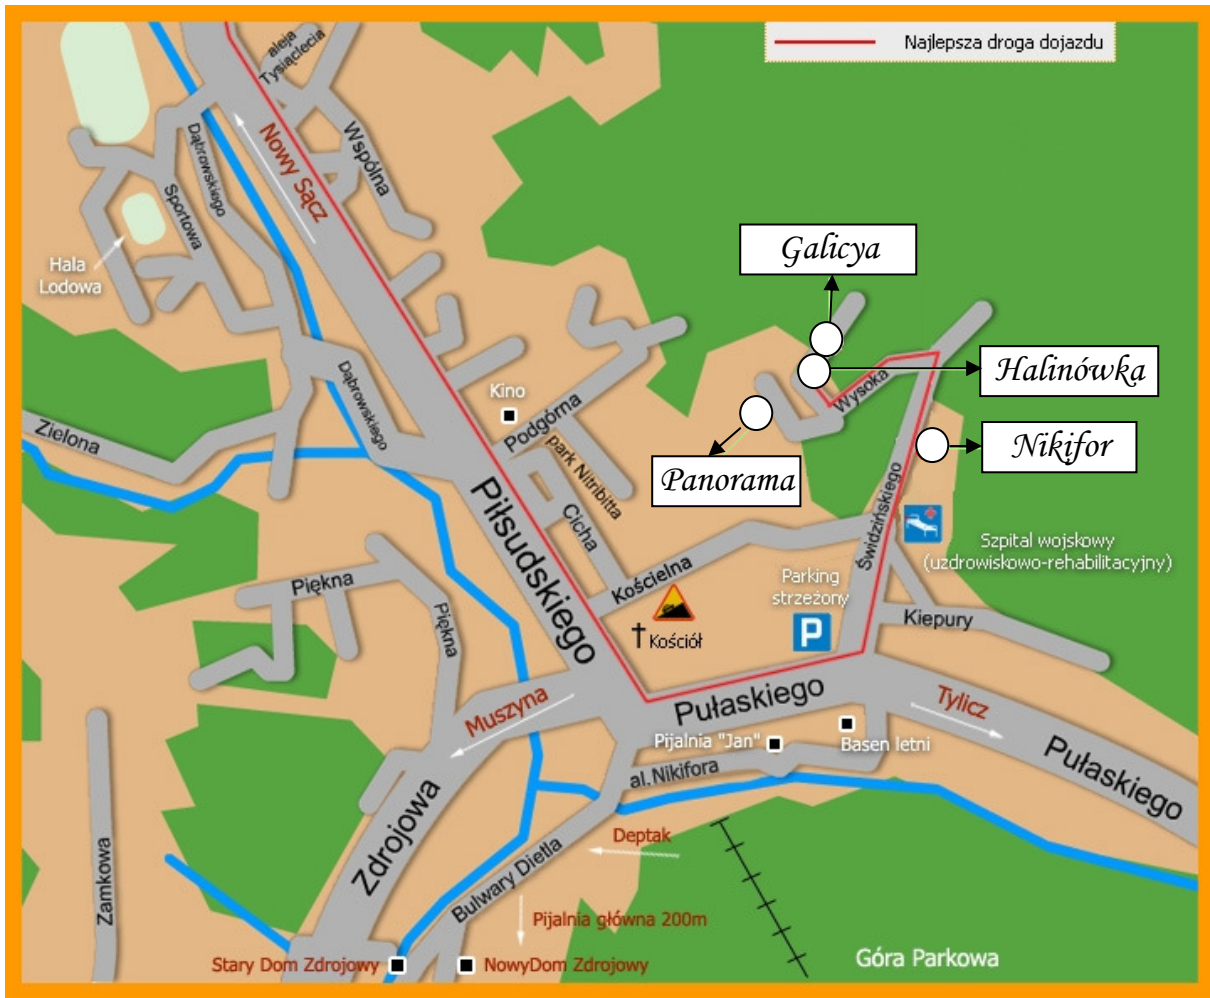 Najlepsza droga dojazdu
aleja
Tysiąclecia
Dąbrowskiego
Nowy Sącz
Wspólna
Sportowa
Hala
Lodowa
Galicya
Halinówka
Wysoka
Nikifor
Panorama
Dąbrowskiego
Kino
Podgórna
park Nitribitta
Zielona
Piłsudskiego
Cicha
Świdzińskiego
Szpital wojskowy
(uzdrowiskowo-rehabilitacyjny)
Kościelna
Parking
strzeżony
P
Piękna
Piękna
Kościół
Kiepury
Muszyna
Pułaskiego
Tylicz
Pijalnia "Jan"
Basen letni
al. Nikifora
Pułaskiego
Zdrojowa
Deptak
Zamkowa
Bulwary Dietla
Pijalnia główna 200m
Stary Dom Zdrojowy
NowyDom Zdrojowy
Góra Parkowa